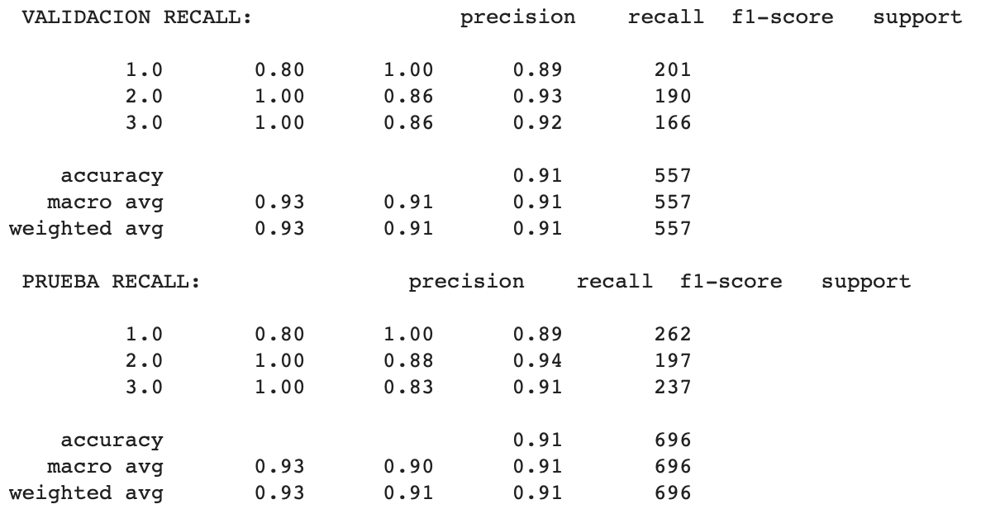 VALIDACION RECALL:                precision    recall  f1-score   support
1.0       0.80      1.00      0.89       201
2.0       1.00      0.86      0.93       190
3.0       1.00      0.86      0.92       166
accuracy                           0.91       557
macro avg       0.93      0.91      0.91       557
weighted avg       0.93      0.91      0.91       557
PRUEBA RECALL:                precision    recall  f1-score   support
1.0       0.80      1.00      0.89       262
2.0       1.00      0.88      0.94       197
3.0       1.00      0.83      0.91       237
accuracy                           0.91       696
macro avg       0.93      0.90      0.91       696
weighted avg       0.93      0.91      0.91       696